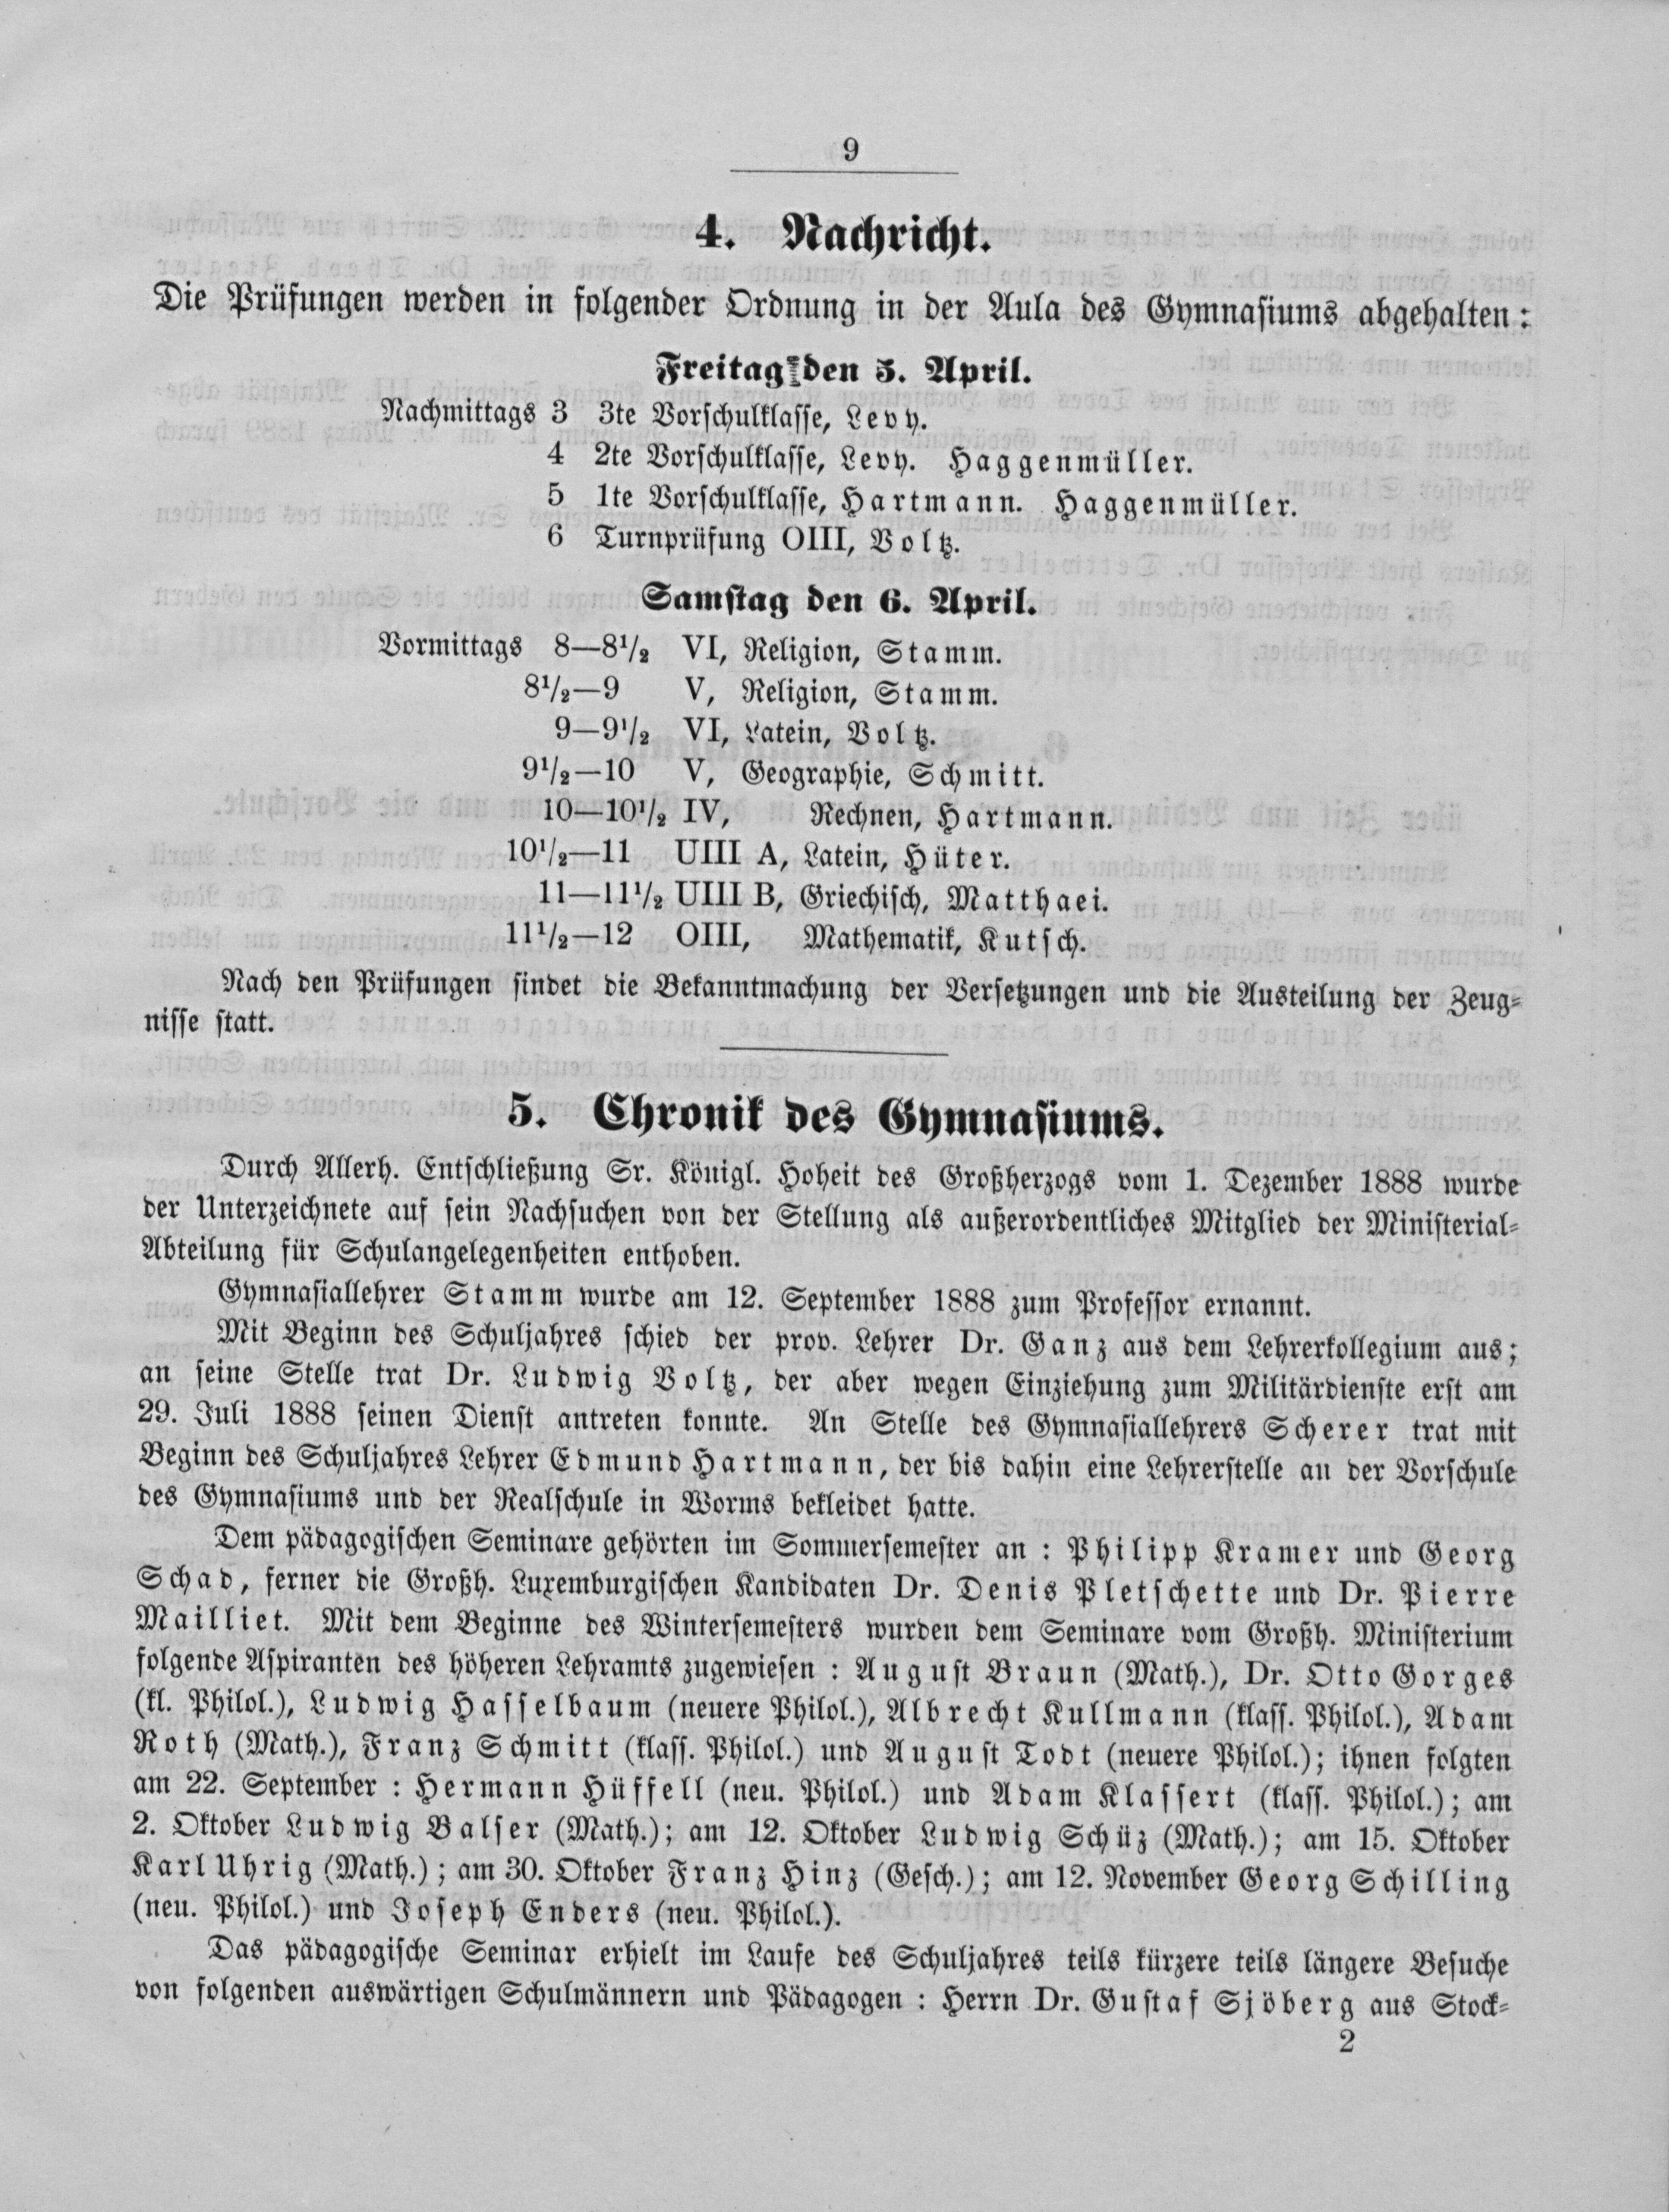 9
4. Nachricht.
Die Prüfungen werden in folgender Ordnung in der Aula des Gymnasiums abgehalten:
Freitag den 5. April.
Nachmittags 3 3te Vorschulklasse, Levy.
4 2te Vorschulklasse, Levy. Haggenmüller.
5 1te Vorschulklasse, Hartmann. Haggenmüller.
6 Turnprüfung OIII, Voltz.
Samstag den 6. April.
Vormittags 8—8½ VI, Religion, Stamm.
8½—9 V, Religion, Stamm.
9—9½ VI, Latein, Voltz.
9½—10 V, Geographie, Schmitt.
10—10½ IV, Rechnen, Hartmann.
10½—11 UIII A, Latein, Hüter.
11—11½ UIII B, Griechisch, Matthaei.
11½—12 OIII, Mathematik, Kutsch.
Nach den Prüfungen findet die Bekanntmachung der Versetzungen und die Austeilung der Zeug-
nisse statt.
5. Chronik des Gymnasiums.
Durch Allerh. Entschließung Sr. Königl. Hoheit des Großherzogs vom 1. Dezember 1888 wurde
der Unterzeichnete auf sein Nachsuchen von der Stellung als außerordentliches Mitglied der Ministerial-
Abteilung für Schulangelegenheiten enthoben.
Gymnasiallehrer Stamm wurde am 12. September 1888 zum Professor ernannt.
Mit Beginn des Schuljahres schied der prov. Lehrer Dr. Ganz aus dem Lehrerkollegium aus;
an seine Stelle trat Dr. Ludwig Voltz, der aber wegen Einziehung zum Militärdienste erst am
29. Juli 1888 seinen Dienst antreten konnte. An Stelle des Gymnasiallehrers Scherer trat mit
Beginn des Schuljahres Lehrer Edmund Hartmann, der bis dahin eine Lehrerstelle an der Vorschule
des Gymnasiums und der Realschule in Worms bekleidet hatte.
Dem pädagogischen Seminare gehörten im Sommersemester an : Philipp Kramer und Georg
Schad, ferner die Großh. Luxemburgischen Kandidaten Dr. Denis Pletschette und Dr. Pierre
Mailliet. Mit dem Beginne des Wintersemesters wurden dem Seminare vom Großh. Ministerium
folgende Aspiranten des höheren Lehramts zugewiesen : August Braun (Math.), Dr. Otto Gorges
(kl. Philol.), Ludwig Hasselbaum (neuere Philol.), Albrecht Kullmann (klass. Philol.), Adam
Roth (Math.), Franz Schmitt (klass. Philol.) und August Todt (neuere Philol.); ihnen folgten
am 22. September : Hermann Hüffell (neu. Philol.) und Adam Klassert (klass. Philol.); am
2. Oktober Ludwig Balser (Math.); am 12. Oktober Ludwig Schüz (Math.); am 15. Oktober
Karl Uhrig (Math.); am 30. Oktober Franz Hinz (Gesch.); am 12. November Georg Schilling
(neu. Philol.) und Joseph Enders (neu. Philol.).
Das pädagogische Seminar erhielt im Laufe des Schuljahres teils kürzere teils längere Besuche
von folgenden auswärtigen Schulmännern und Pädagogen : Herrn Dr. Gustaf Sjöberg aus Stock-
2